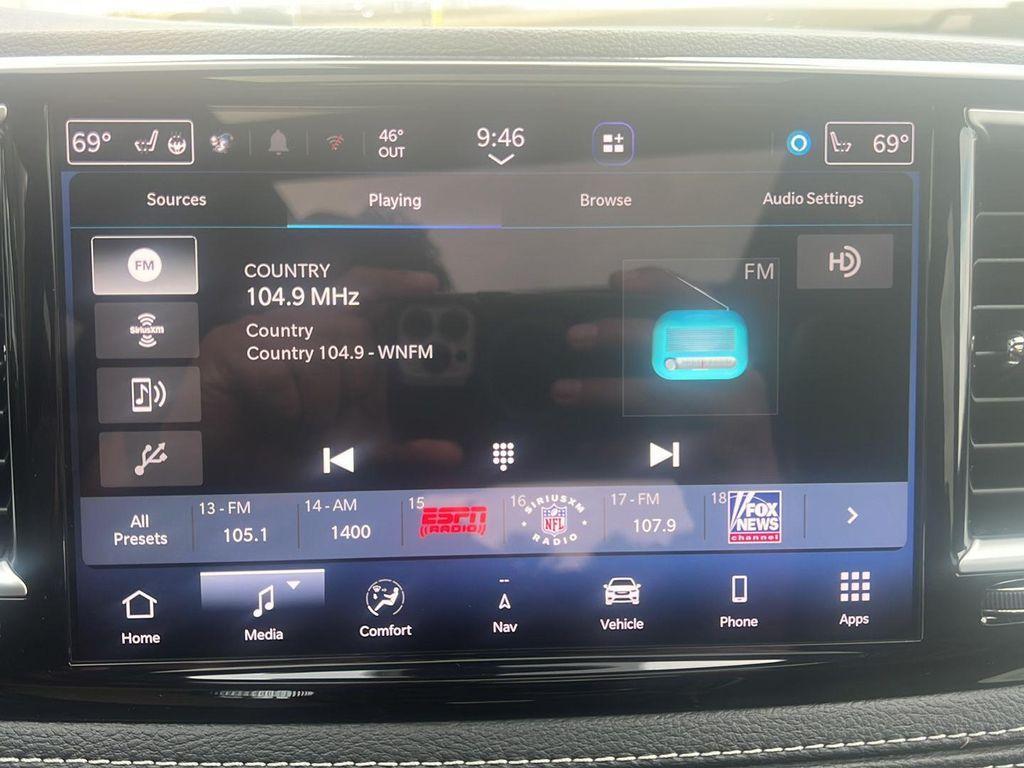 69° 46° OUT 9:46 69°
Sources Playing Browse Audio Settings
FM
SiriusXM
COUNTRY
104.9 MHz
Country
Country 104.9 - WNFM
FM
HD
All Presets
13 - FM
105.1
14 - AM
1400
15
ESPN
RADIO
16
SIRIUSXM
NFL
RADIO
17 - FM
107.9
18
FOX
NEWS
channel
Home Media Comfort Nav Vehicle Phone Apps